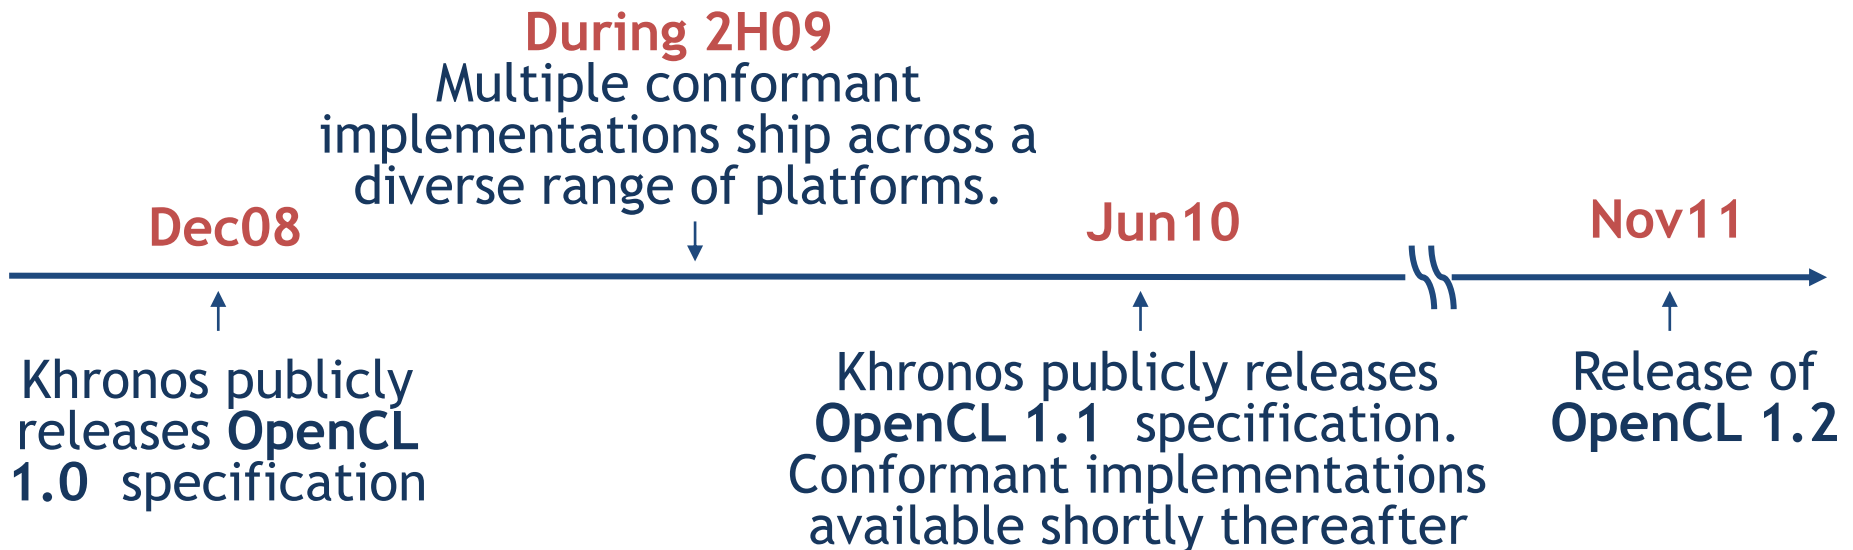 During 2H09
Multiple conformant
implementations ship across a
diverse range of platforms.
Dec08
Jun10
Nov11
Khronos publicly
releases OpenCL
1.0 specification
Khronos publicly releases
OpenCL 1.1 specification.
Conformant implementations
available shortly thereafter
Release of
OpenCL 1.2